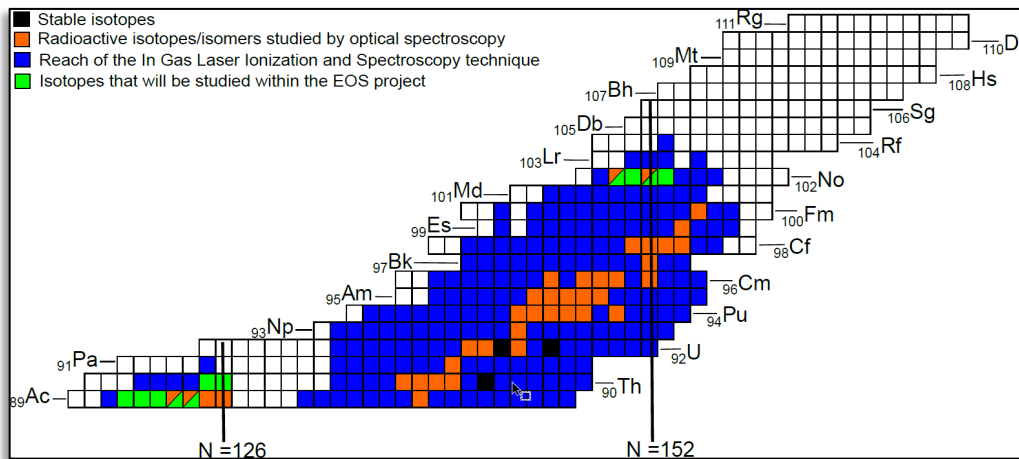 Stable isotopes
Radioactive isotopes/isomers studied by optical spectroscopy
Reach of the In Gas Laser Ionization and Spectroscopy technique
Isotopes that will be studied within the EOS project
111Rg
110D
109Mt
108Hs
107Bh
106Sg
105Db
104Rf
103Lr
102No
101Md
100Fm
99Es
98Cf
97Bk
96Cm
95Am
94Pu
93Np
92U
91Pa
90Th
89Ac
N =126
N =152